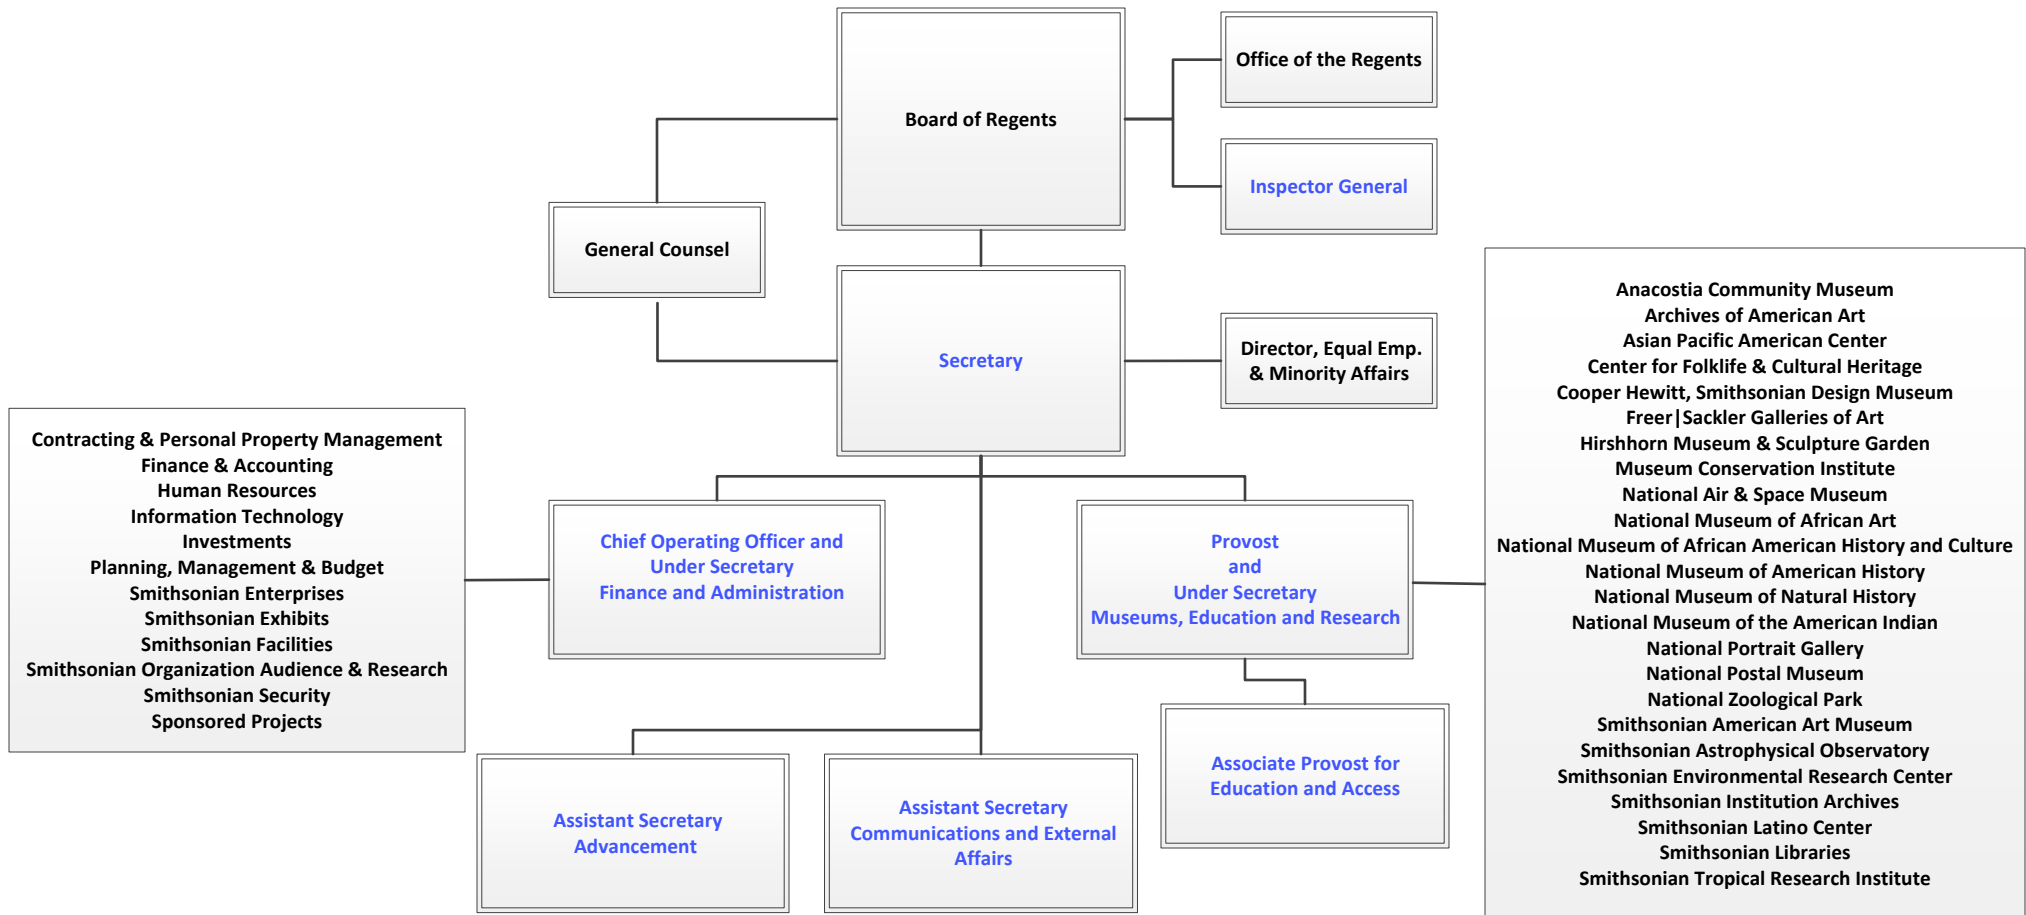 Office of the Regents
Board of Regents
Inspector General
General Counsel
Secretary
Director, Equal Emp.
& Minority Affairs
Contracting & Personal Property Management
Finance & Accounting
Human Resources
Information Technology
Investments
Planning, Management & Budget
Smithsonian Enterprises
Smithsonian Exhibits
Smithsonian Facilities
Smithsonian Organization Audience & Research
Smithsonian Security
Sponsored Projects
Chief Operating Officer and
Under Secretary
Finance and Administration
Provost
and
Under Secretary
Museums, Education and Research
Anacostia Community Museum
Archives of American Art
Asian Pacific American Center
Center for Folklife & Cultural Heritage
Cooper Hewitt, Smithsonian Design Museum
Freer|Sackler Galleries of Art
Hirshhorn Museum & Sculpture Garden
Museum Conservation Institute
National Air & Space Museum
National Museum of African Art
National Museum of African American History and Culture
National Museum of American History
National Museum of Natural History
National Museum of the American Indian
National Portrait Gallery
National Postal Museum
National Zoological Park
Smithsonian American Art Museum
Smithsonian Astrophysical Observatory
Smithsonian Environmental Research Center
Smithsonian Institution Archives
Smithsonian Latino Center
Smithsonian Libraries
Smithsonian Tropical Research Institute
Assistant Secretary
Advancement
Assistant Secretary
Communications and External
Affairs
Associate Provost for
Education and Access